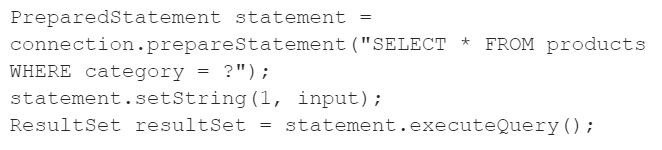 PreparedStatement statement =
connection.prepareStatement("SELECT * FROM products
WHERE category = ?");
statement.setString(1, input);
ResultSet resultSet = statement.executeQuery();